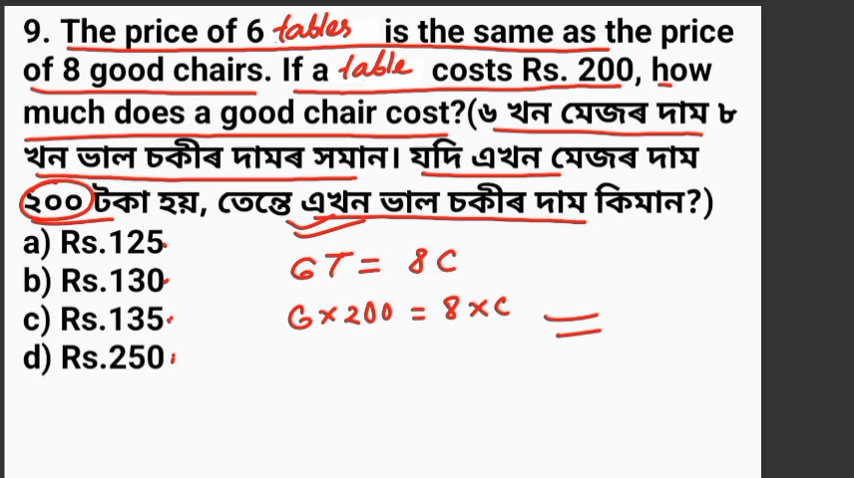 9. The price of 6 tables is the same as the price
of 8 good chairs. If a table costs Rs. 200, how
much does a good chair cost?(৬ খন মেজৰ দাম ৮
খন ভাল চকীৰ দামৰ সমান। যদি এখন মেজৰ দাম
২০০ টকা হয়, তেন্তে এখন ভাল চকীৰ দাম কিমান?)
a) Rs.125
b) Rs.130
c) Rs.135
d) Rs.250
6T = 8C
6×200 = 8×C